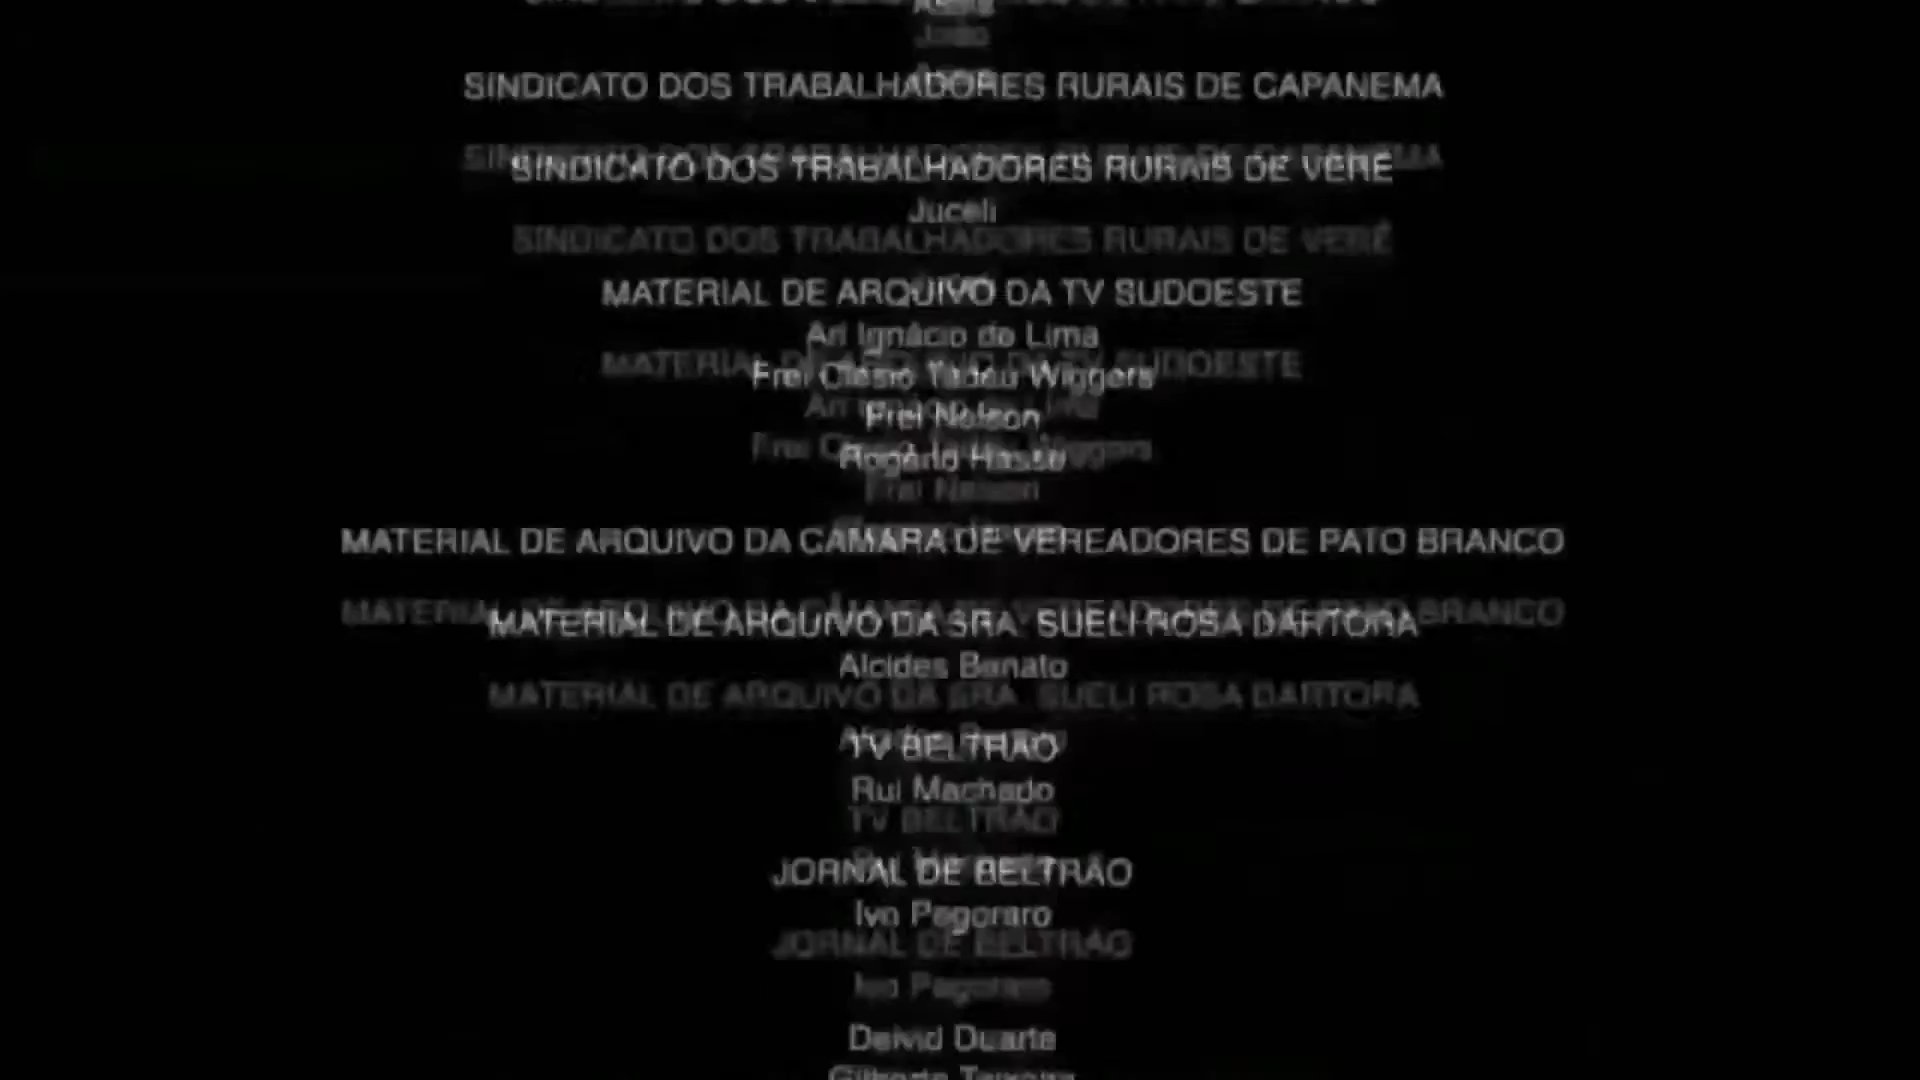 João
SINDICATO DOS TRABALHADORES RURAIS DE CAPANEMA
SINDICATO DOS TRABALHADORES RURAIS DE VERÊ
Juceli
MATERIAL DE ARQUIVO DA TV SUDOESTE
Ari Ignácio de Lima
Frei Clésio Tadeu Wiggers
Frei Nelson
Rogério Hasse
MATERIAL DE ARQUIVO DA CÂMARA DE VEREADORES DE PATO BRANCO
MATERIAL DE ARQUIVO DA SRA. SUELI ROSA DARTORA
Alcides Benato
TV BELTRÃO
Rui Machado
JORNAL DE BELTRÃO
Ivo Pegoraro
Deivid Duarte